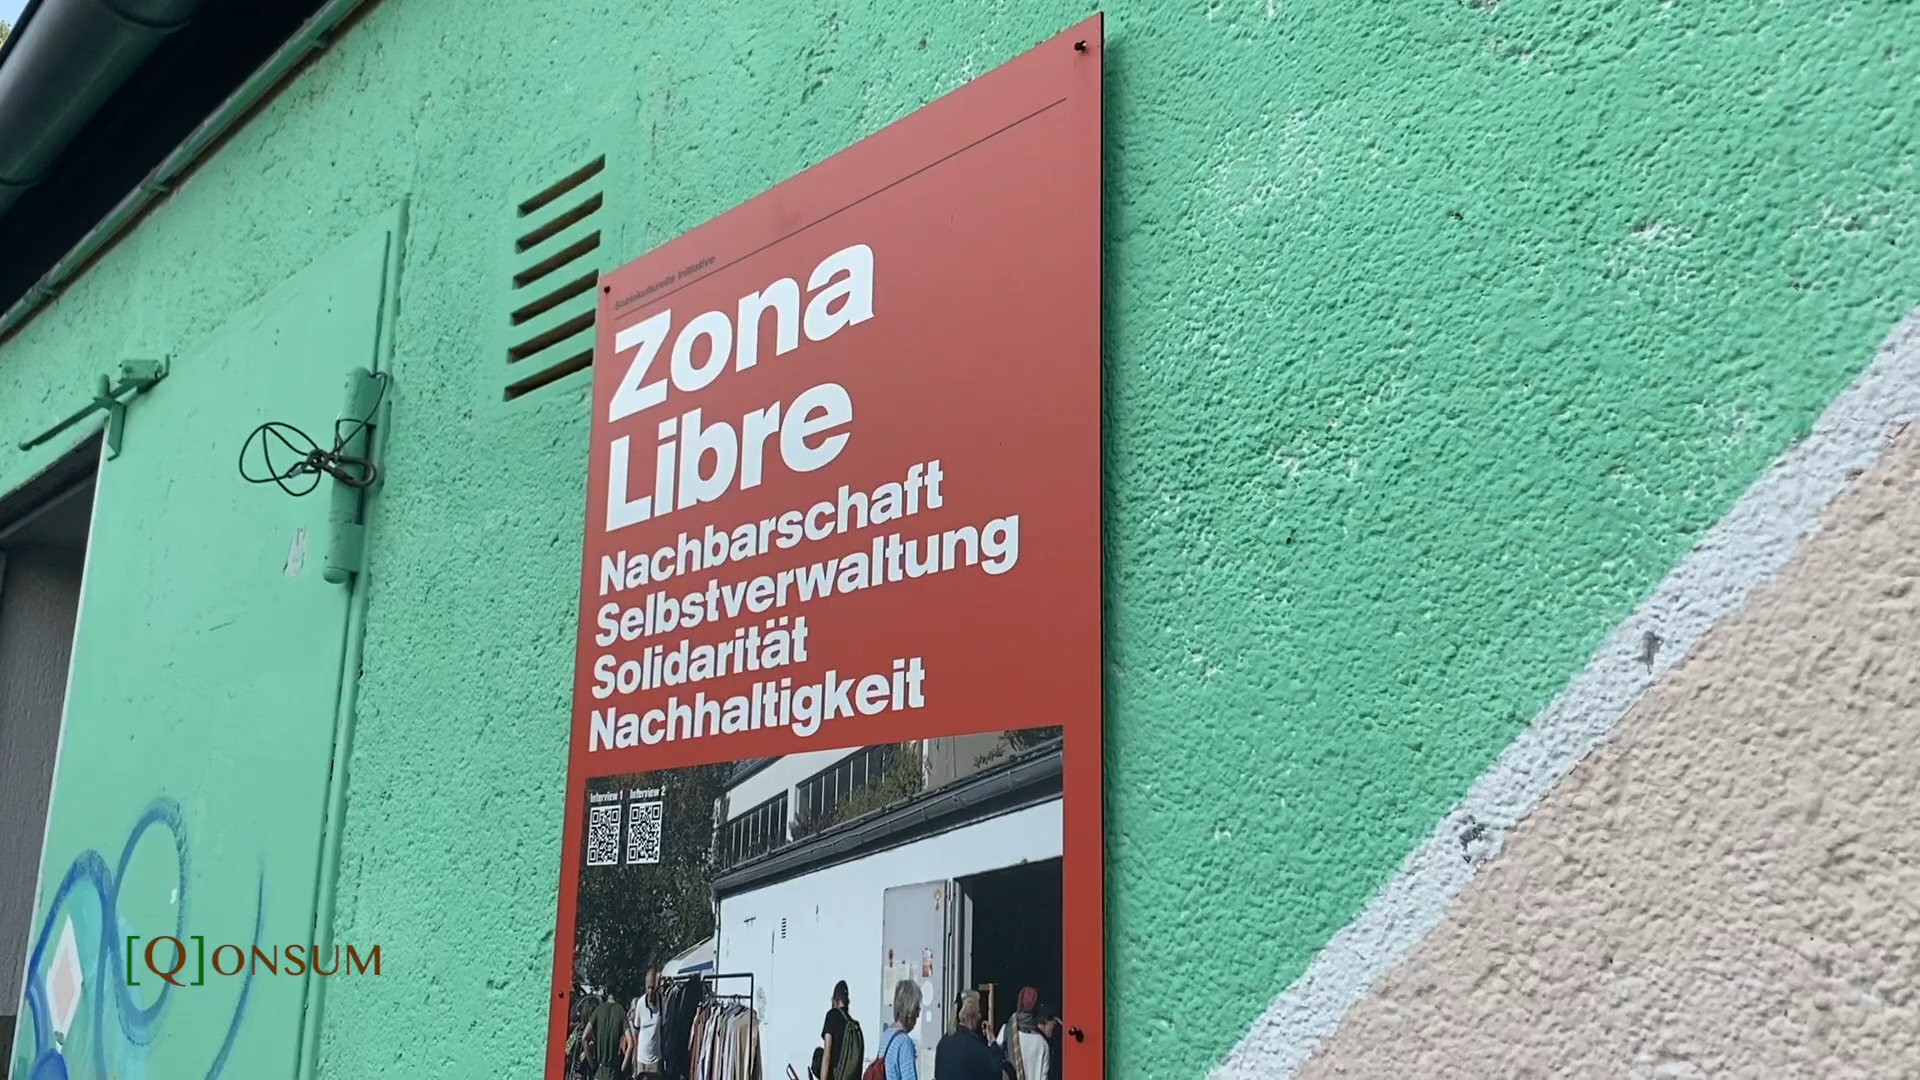 Soziokulturelle Initiative
Zona
Libre
Nachbarschaft
Selbstverwaltung
Solidarität
Nachhaltigkeit
Interview 1 Interview 2
[Q]ONSUM